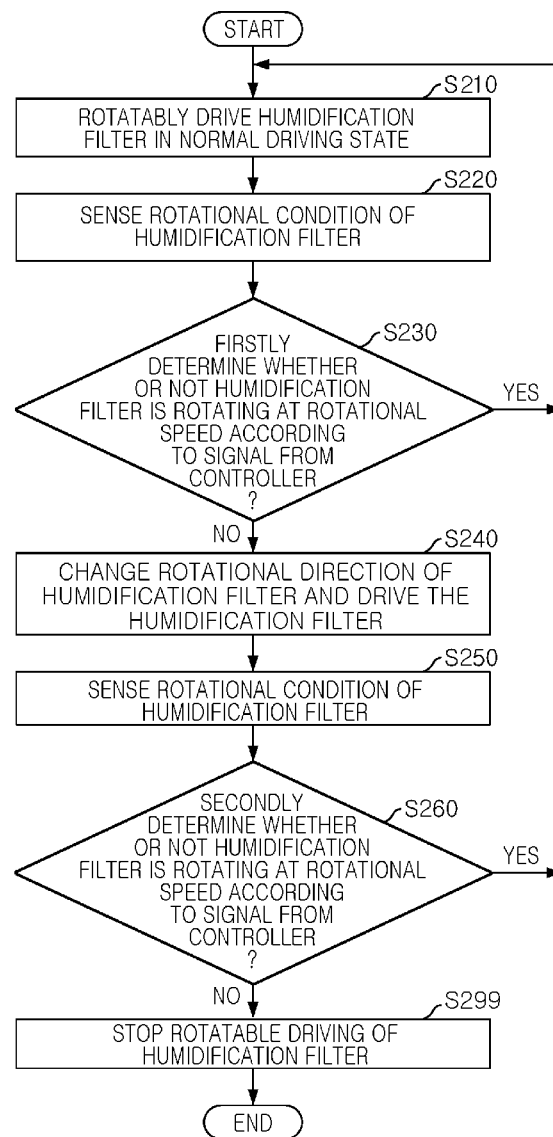 START
S210
ROTATABLY DRIVE HUMIDIFICATION
FILTER IN NORMAL DRIVING STATE
S220
SENSE ROTATIONAL CONDITION OF
HUMIDIFICATION FILTER
S230
FIRSTLY
DETERMINE WHETHER
OR NOT HUMIDIFICATION
FILTER IS ROTATING AT ROTATIONAL
SPEED ACCORDING
TO SIGNAL FROM
CONTROLLER
?
YES
NO
S240
CHANGE ROTATIONAL DIRECTION OF
HUMIDIFICATION FILTER AND DRIVE THE
HUMIDIFICATION FILTER
S250
SENSE ROTATIONAL CONDITION OF
HUMIDIFICATION FILTER
S260
SECONDLY
DETERMINE WHETHER
OR NOT HUMIDIFICATION
FILTER IS ROTATING AT ROTATIONAL
SPEED ACCORDING
TO SIGNAL FROM
CONTROLLER
?
YES
NO
S299
STOP ROTATABLE DRIVING OF
HUMIDIFICATION FILTER
END